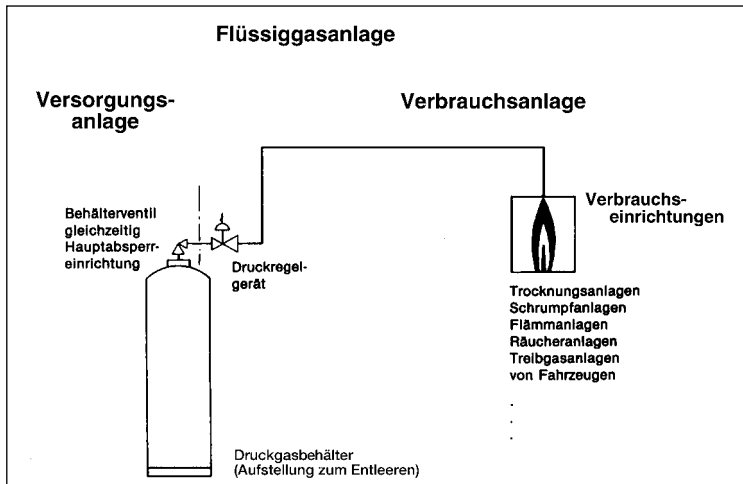 Flüssiggasanlage
Versorgungs-
anlage
Verbrauchsanlage
Behälterventil
gleichzeitig
Hauptabsperr-
einrichtung
Druckregel-
gerät
Verbrauchs-
einrichtungen
Trocknungsanlagen
Schrumpfanlagen
Flämmanlagen
Räucheranlagen
Treibgasanlagen
von Fahrzeugen
.
.
.
Druckgasbehälter
(Aufstellung zum Entleeren)